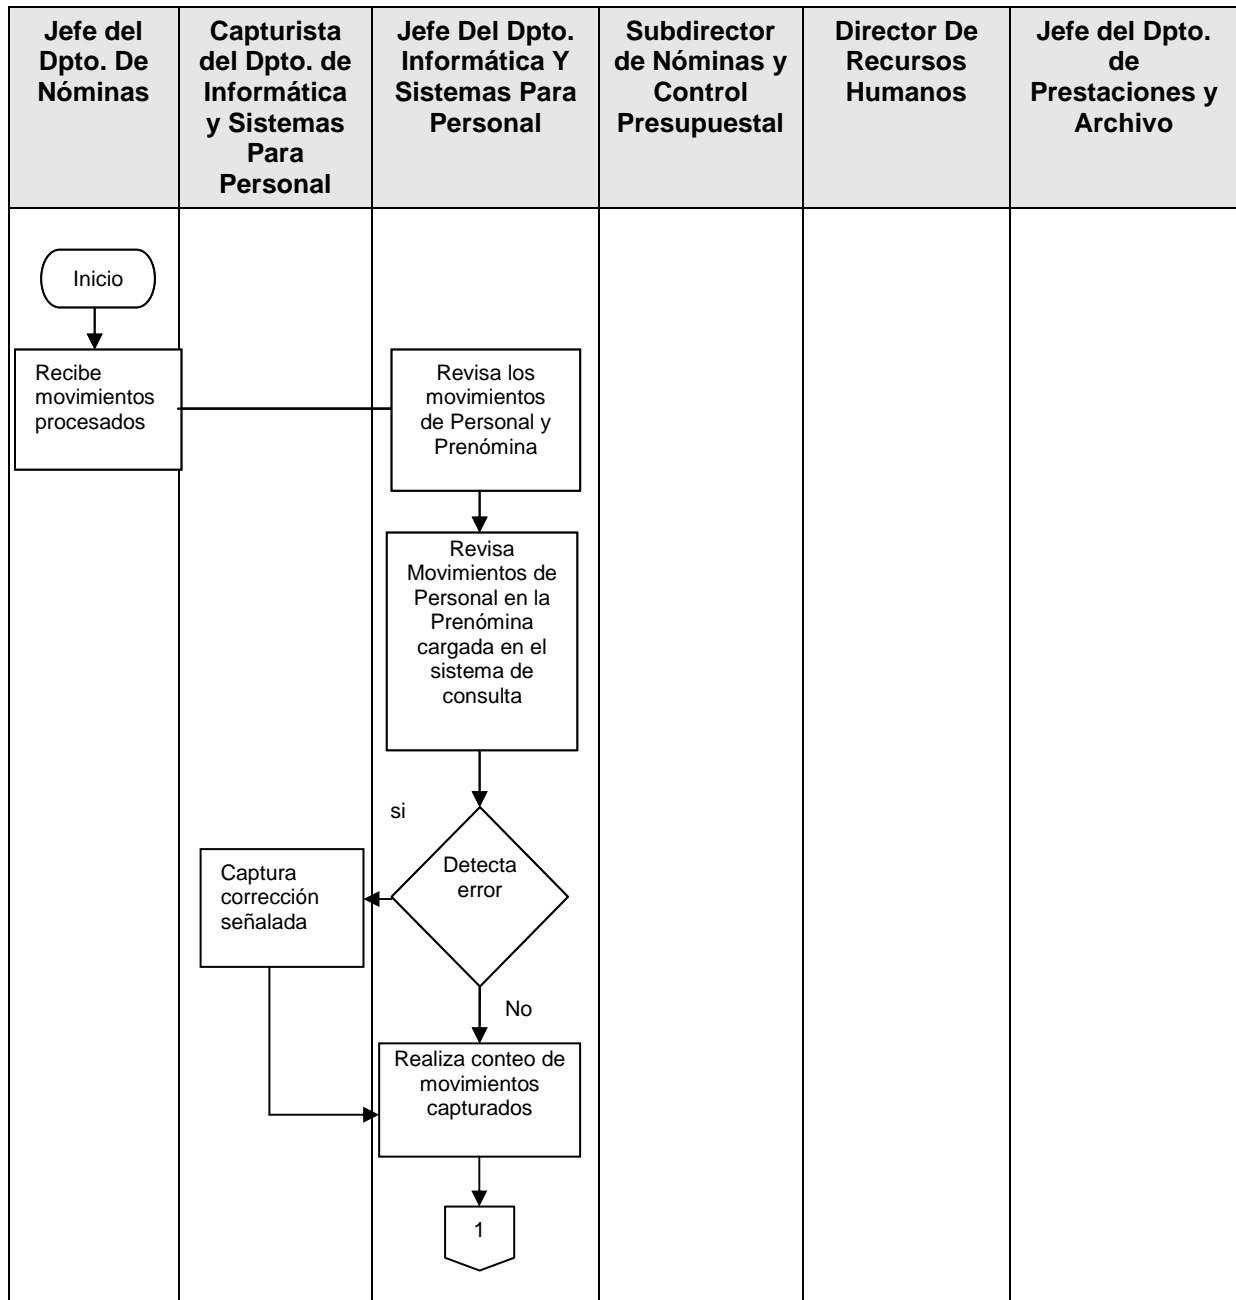 Jefe del
Dpto. De
Nóminas
Capturista
del Dpto. de
Informática
y Sistemas
Para
Personal
Jefe Del Dpto.
Informática Y
Sistemas Para
Personal
Subdirector
de Nóminas y
Control
Presupuestal
Director De
Recursos
Humanos
Jefe del Dpto.
de
Prestaciones y
Archivo
Inicio
Recibe
movimientos
procesados
Revisa los
movimientos
de Personal y
Prenómina
Revisa
Movimientos de
Personal en la
Prenómina
cargada en el
sistema de
consulta
si
Detecta
error
Captura
corrección
señalada
No
Realiza conteo de
movimientos
capturados
1